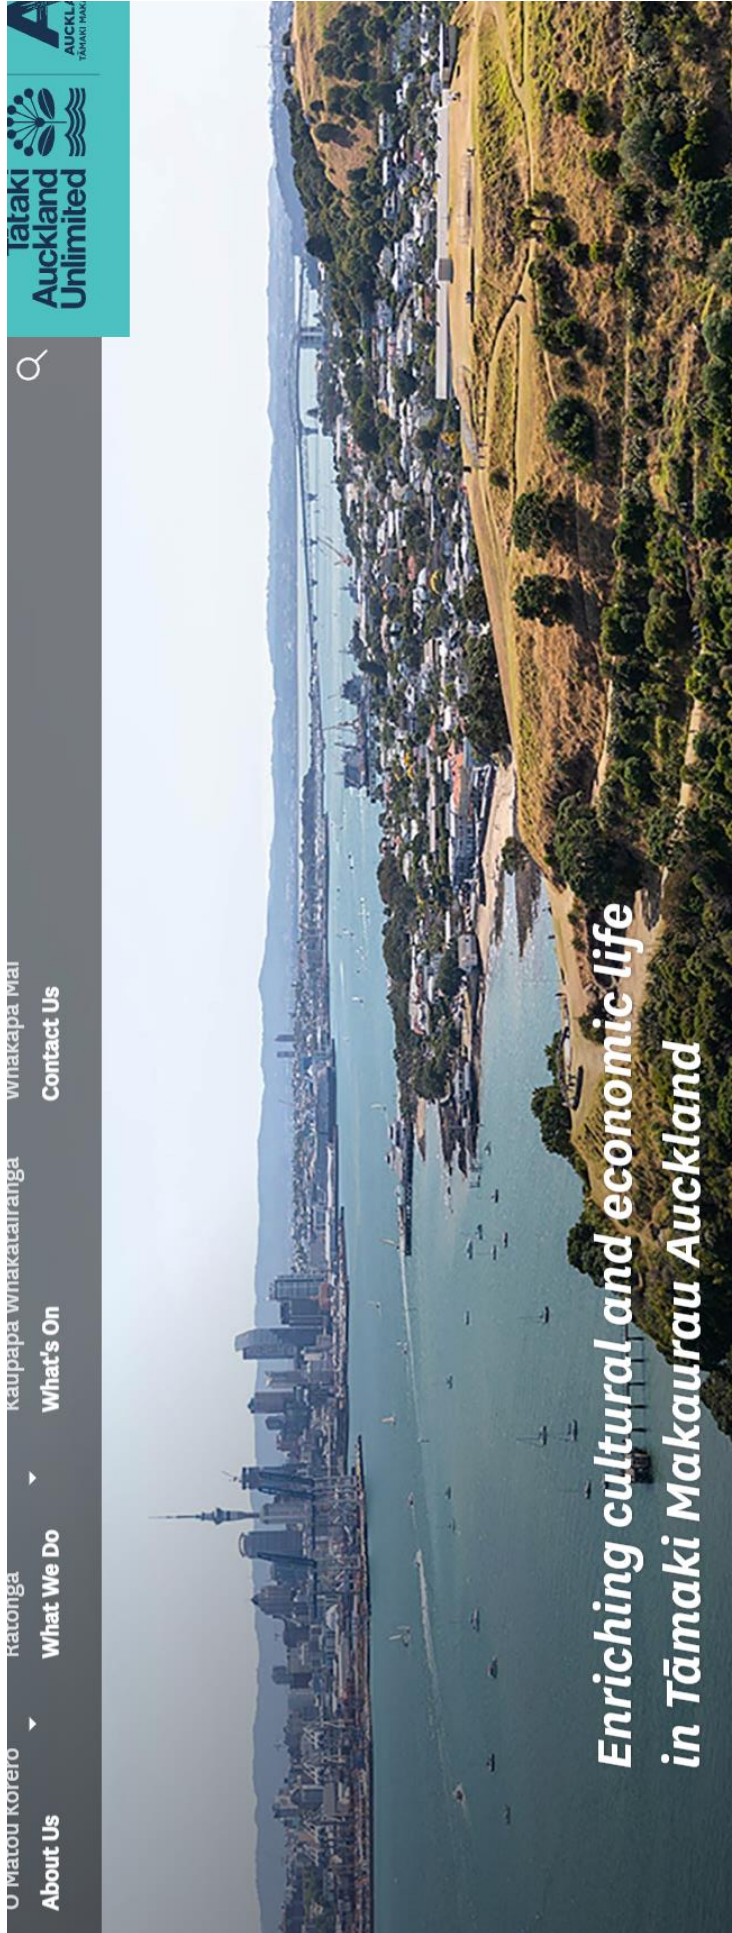 O Mātou Kōrero
Ratonga
Kaupapa Whakatairanga
Whakapā Mai
About Us
What We Do
What's On
Contact Us
Tātaki
Auckland
Unlimited
Enriching cultural and economic life
in Tāmaki Makaurau Auckland